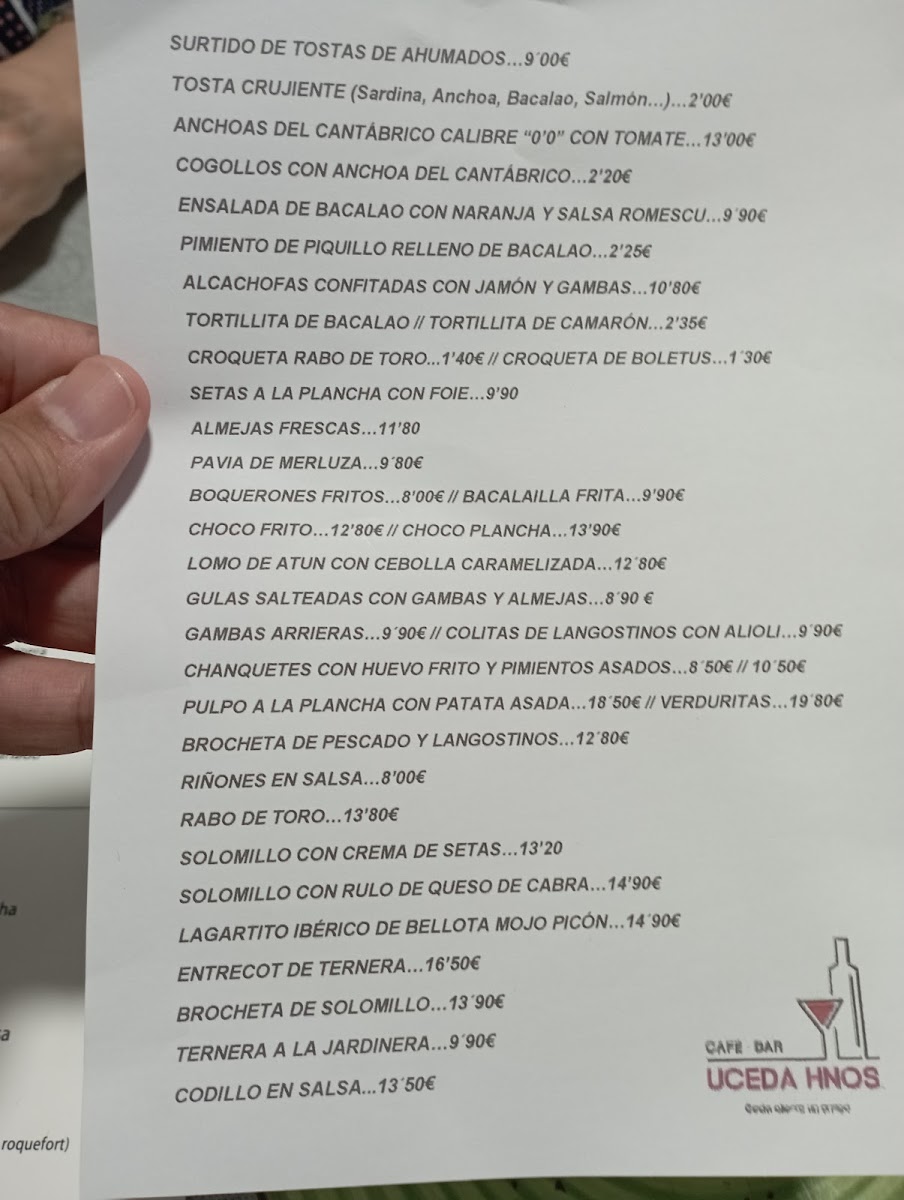 SURTIDO DE TOSTAS DE AHUMADOS...9´00€
TOSTA CRUJIENTE (Sardina, Anchoa, Bacalao, Salmón...)...2'00€
ANCHOAS DEL CANTÁBRICO CALIBRE “0'0” CON TOMATE...13'00€
COGOLLOS CON ANCHOA DEL CANTÁBRICO...2'20€
ENSALADA DE BACALAO CON NARANJA Y SALSA ROMESCU...9´90€
PIMIENTO DE PIQUILLO RELLENO DE BACALAO...2'25€
ALCACHOFAS CONFITADAS CON JAMÓN Y GAMBAS...10'80€
TORTILLITA DE BACALAO // TORTILLITA DE CAMARÓN...2'35€
CROQUETA RABO DE TORO...1'40€ // CROQUETA DE BOLETUS...1´30€
SETAS A LA PLANCHA CON FOIE...9'90
ALMEJAS FRESCAS...11'80
PAVIA DE MERLUZA...9´80€
BOQUERONES FRITOS...8'00€ // BACALAILLA FRITA...9'90€
CHOCO FRITO...12'80€ // CHOCO PLANCHA...13'90€
LOMO DE ATUN CON CEBOLLA CARAMELIZADA...12´80€
GULAS SALTEADAS CON GAMBAS Y ALMEJAS...8´90 €
GAMBAS ARRIERAS...9´90€ // COLITAS DE LANGOSTINOS CON ALIOLI...9´90€
CHANQUETES CON HUEVO FRITO Y PIMIENTOS ASADOS...8´50€ // 10´50€
PULPO A LA PLANCHA CON PATATA ASADA...18´50€ // VERDURITAS...19´80€
BROCHETA DE PESCADO Y LANGOSTINOS...12´80€
RIÑONES EN SALSA...8'00€
RABO DE TORO...13'80€
SOLOMILLO CON CREMA DE SETAS...13'20
SOLOMILLO CON RULO DE QUESO DE CABRA...14'90€
LAGARTITO IBÉRICO DE BELLOTA MOJO PICÓN...14´90€
ENTRECOT DE TERNERA...16'50€
BROCHETA DE SOLOMILLO...13´90€
TERNERA A LA JARDINERA...9´90€
CODILLO EN SALSA...13´50€
CAFE BAR
UCEDA HNOS
ha
a
roquefort)